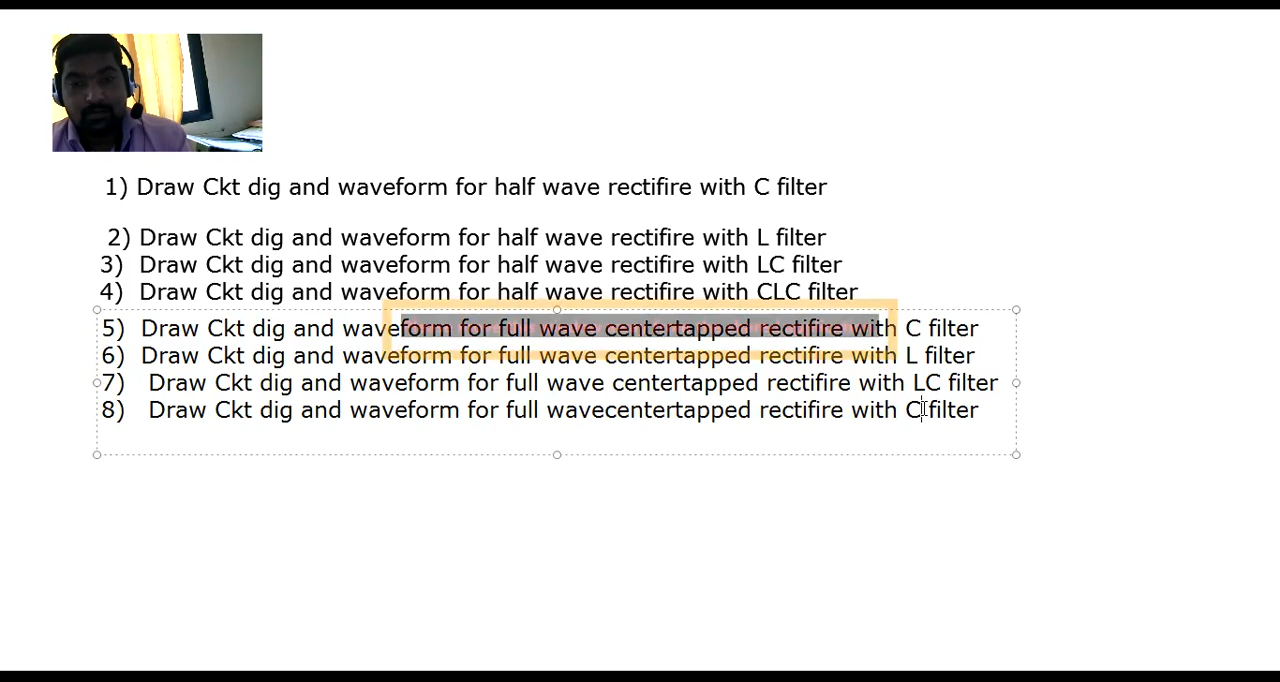 1) Draw Ckt dig and waveform for half wave rectifire with C filter
2) Draw Ckt dig and waveform for half wave rectifire with L filter
3) Draw Ckt dig and waveform for half wave rectifire with LC filter
4) Draw Ckt dig and waveform for half wave rectifire with CLC filter
5) Draw Ckt dig and waveform for full wave centertapped rectifire with C filter
6) Draw Ckt dig and waveform for full wave centertapped rectifire with L filter
7) Draw Ckt dig and waveform for full wave centertapped rectifire with LC filter
8) Draw Ckt dig and waveform for full wavecentertapped rectifire with C filter